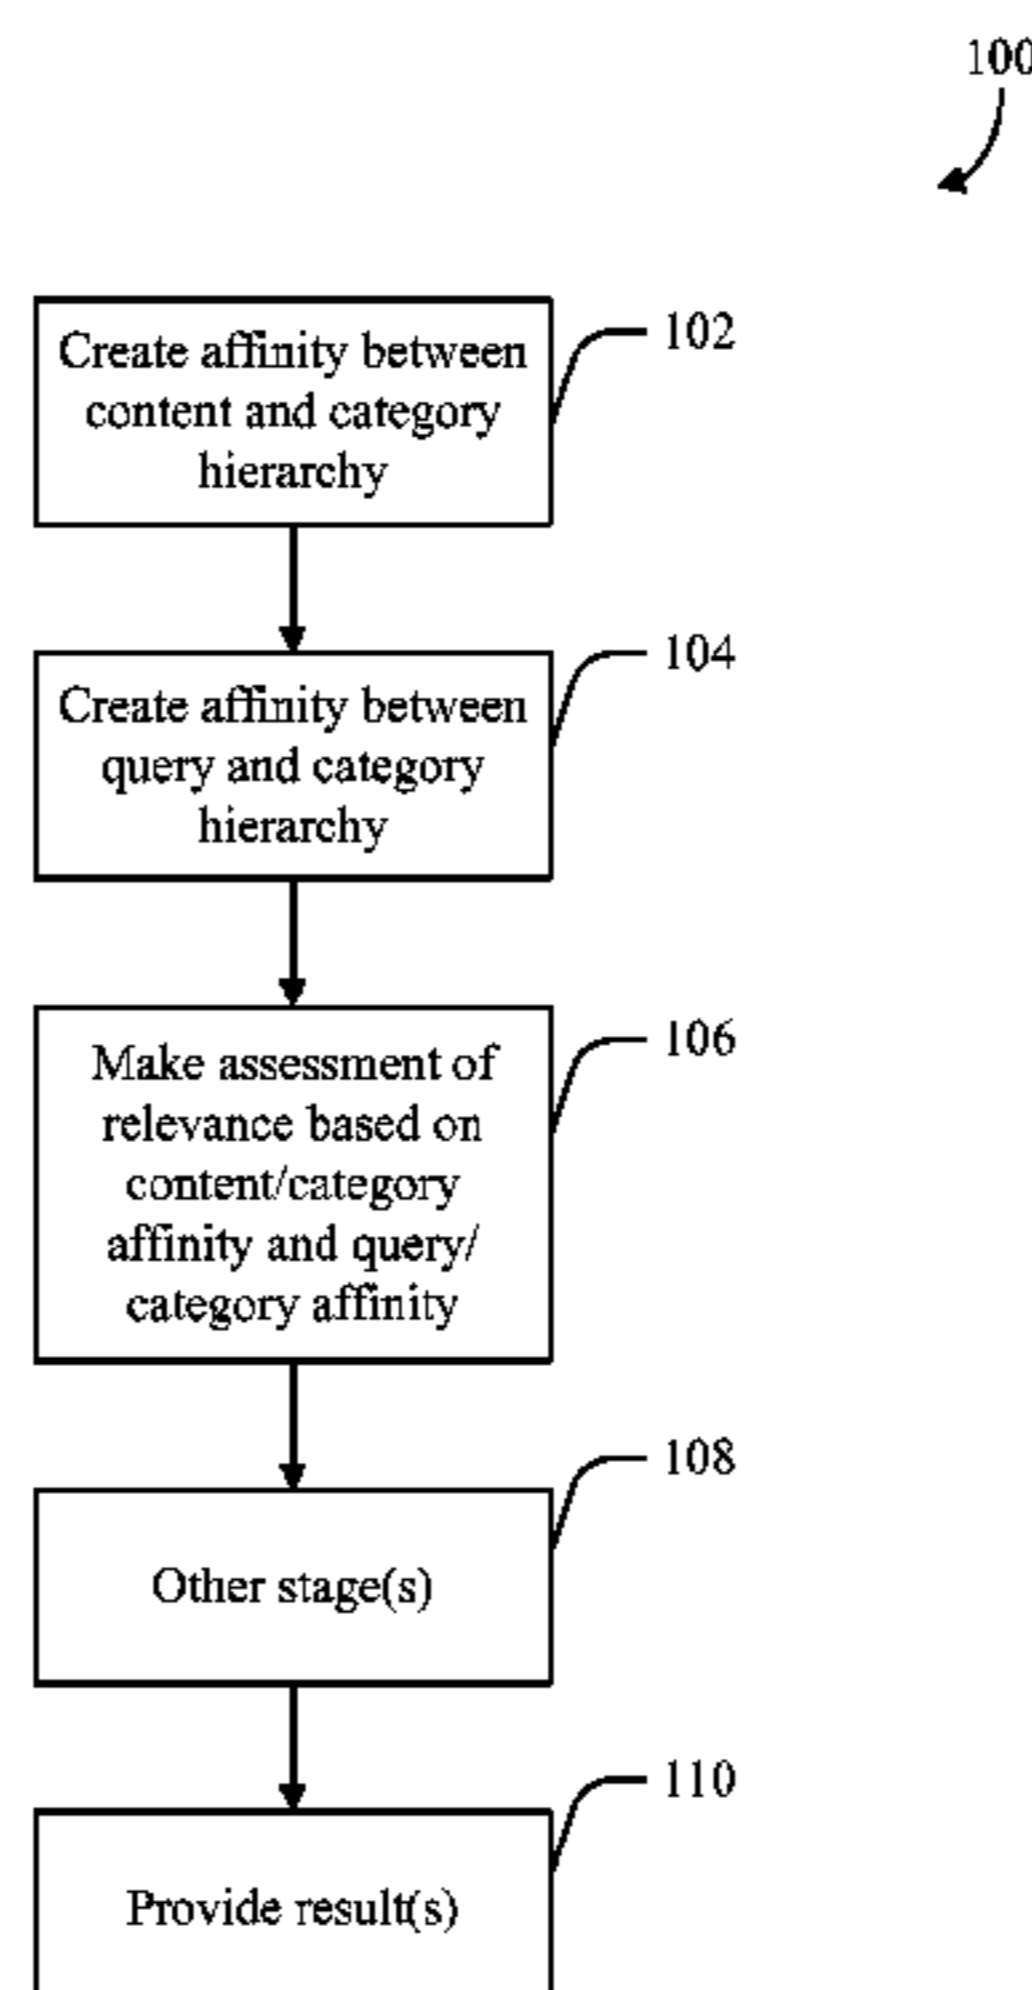 100
Create affinity between
content and category
hierarchy
102
Create affinity between
query and category
hierarchy
104
Make assessment of
relevance based on
content/category
affinity and query/
category affinity
106
Other stage(s)
108
Provide result(s)
110